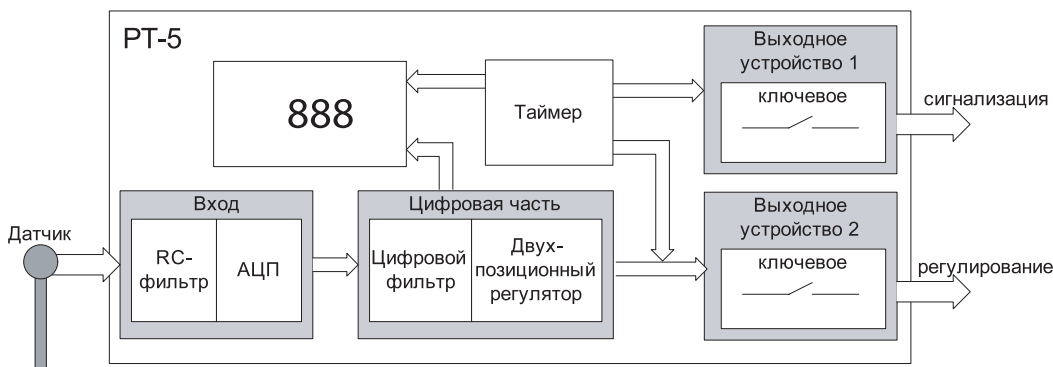 РТ-5
888
Таймер
Выходное
устройство 1
ключевое
сигнализация
Датчик
Вход
RC-
фильтр
АЦП
Цифровая часть
Цифровой
фильтр
Двух-
позиционный
регулятор
Выходное
устройство 2
ключевое
регулирование